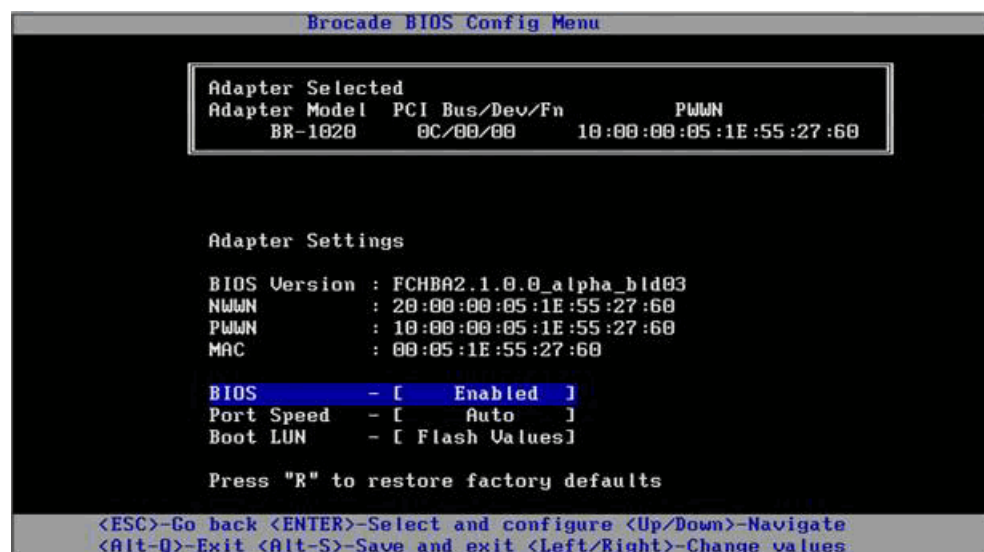 Brocade BIOS Config Menu
Adapter Selected
Adapter Model PCI Bus/Dev/Fn PWWN
BR-1020 0C/00/00 10:00:00:05:1E:55:27:60
Adapter Settings
BIOS Version : FCHBA2.1.0.0_alpha_bld03
NWWN : 20:00:00:05:1E:55:27:60
PWWN : 10:00:00:05:1E:55:27:60
MAC : 00:05:1E:55:27:60
BIOS - [ Enabled ]
Port Speed - [ Auto ]
Boot LUN - [ Flash Values]
Press "R" to restore factory defaults
<ESC>-Go back <ENTER>-Select and configure <Up/Down>-Navigate
<Alt-Q>-Exit <Alt-S>-Save and exit <Left/Right>-Change values